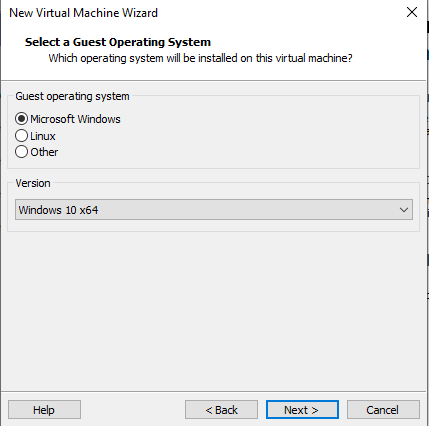 New Virtual Machine Wizard
Select a Guest Operating System
Which operating system will be installed on this virtual machine?
Guest operating system
Microsoft Windows
Linux
Other
Version
Windows 10 x64
Help
< Back
Next >
Cancel